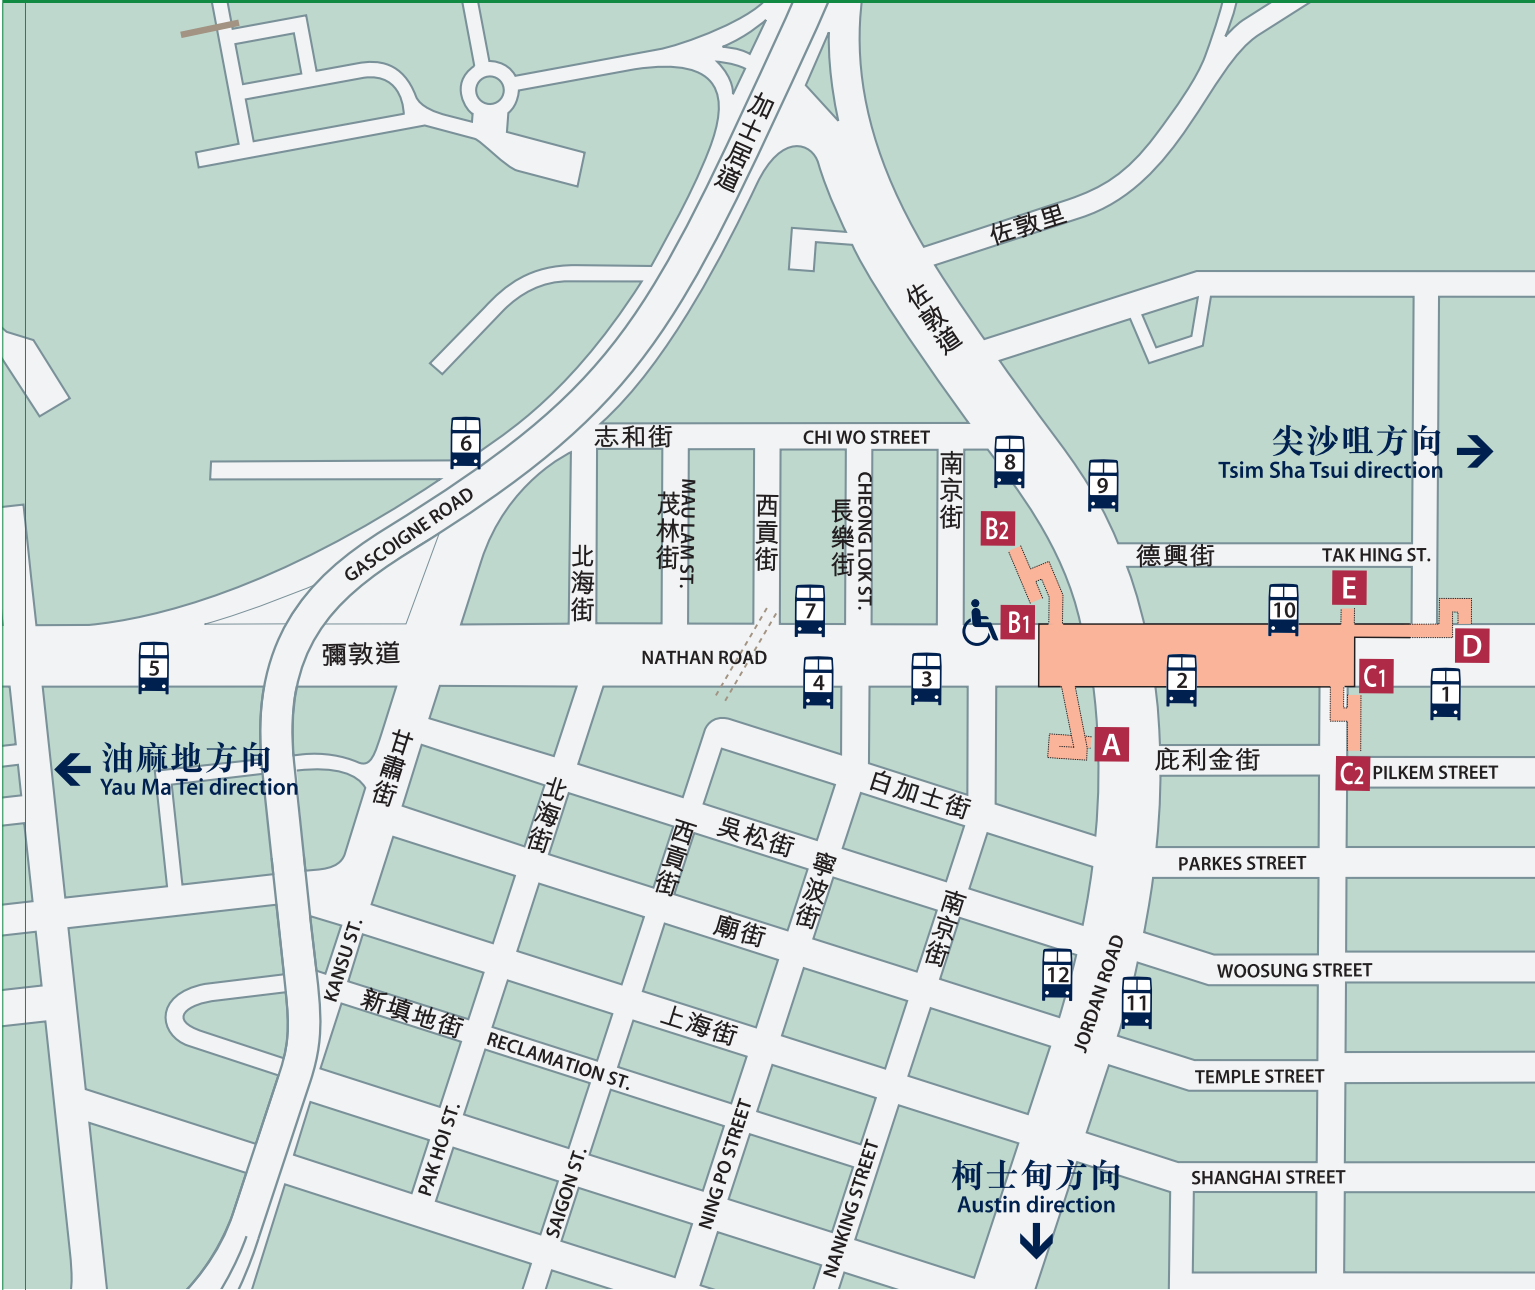 加士居道
佐敦里
佐敦道
志和街
CHI WO STREET
尖沙咀方向
Tsim Sha Tsui direction
6
8
9
GASCOIGNE ROAD
北海街
茂林街
MAU LAM ST.
西貢街
長樂街
CHEONG LOK ST.
南京街
B2
德興街
TAK HING ST.
7
B1
10
E
D
彌敦道
NATHAN ROAD
5
4
3
2
C1
1
油麻地方向
Yau Ma Tei direction
甘肅街
A
庇利金街
C2
PILKEM STREET
北海街
西貢街
吳松街
白加士街
寧波街
南京街
廟街
PARKES STREET
KANSU ST.
新填地街
RECLAMATION ST.
上海街
12
11
JORDAN ROAD
WOOSUNG STREET
TEMPLE STREET
PAK HOI ST.
SAIGON ST.
NING PO STREET
NANKING STREET
柯士甸方向
Austin direction
SHANGHAI STREET